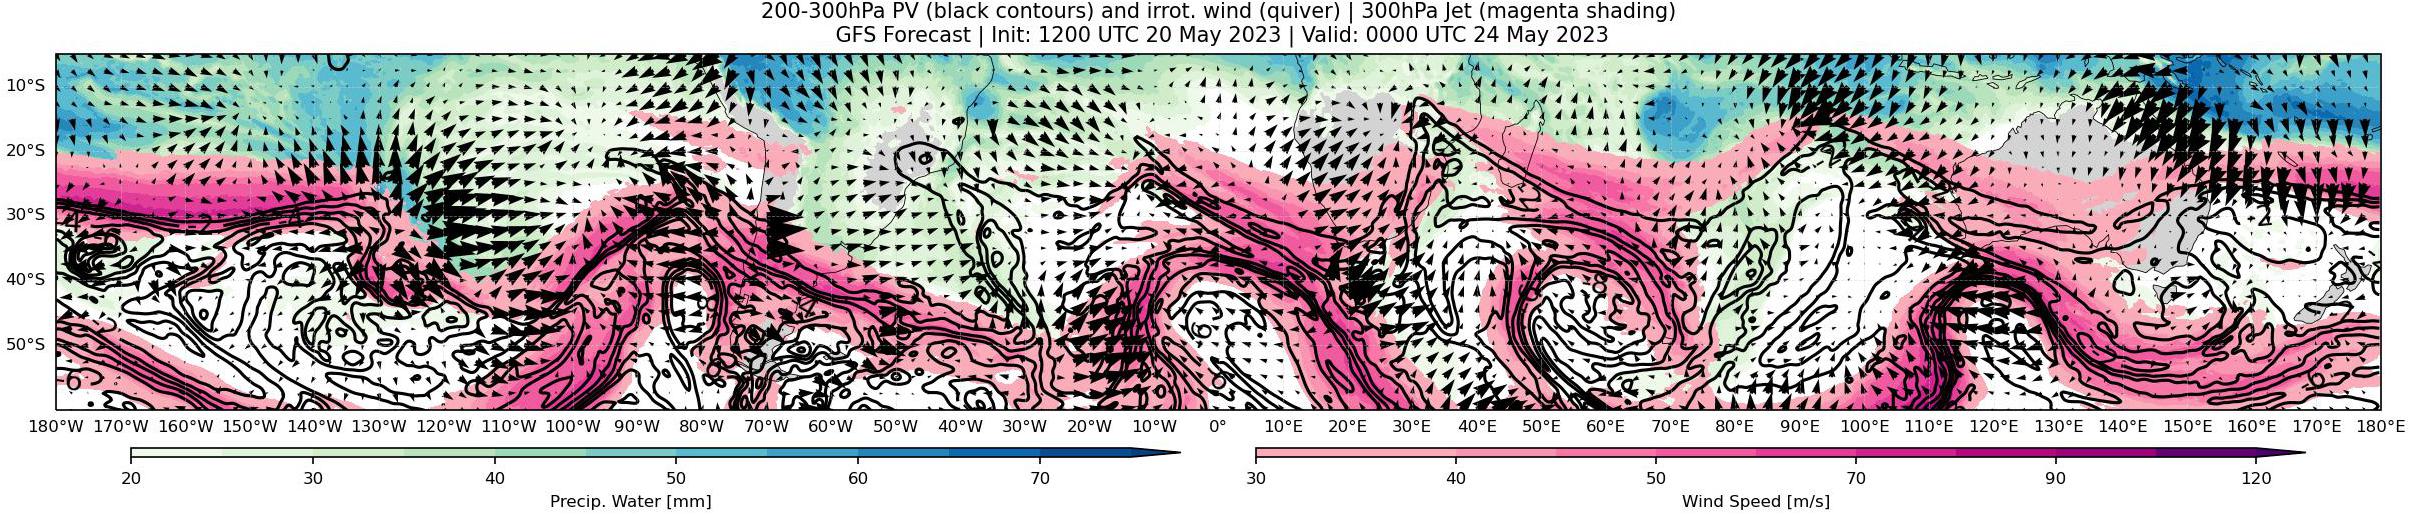 200-300hPa PV (black contours) and irrot. wind (quiver) | 300hPa Jet (magenta shading)
GFS Forecast | Init: 1200 UTC 20 May 2023 | Valid: 0000 UTC 24 May 2023
10°S
20°S
30°S
40°S
50°S
180°W 170°W 160°W 150°W 140°W 130°W 120°W 110°W 100°W 90°W 80°W 70°W 60°W 50°W 40°W 30°W 20°W 10°W 0° 10°E 20°E 30°E 40°E 50°E 60°E 70°E 80°E 90°E 100°E 110°E 120°E 130°E 140°E 150°E 160°E 170°E 180°E
20 30 40 50 60 70
Precip. Water [mm]
30 40 50 70 90 120
Wind Speed [m/s]